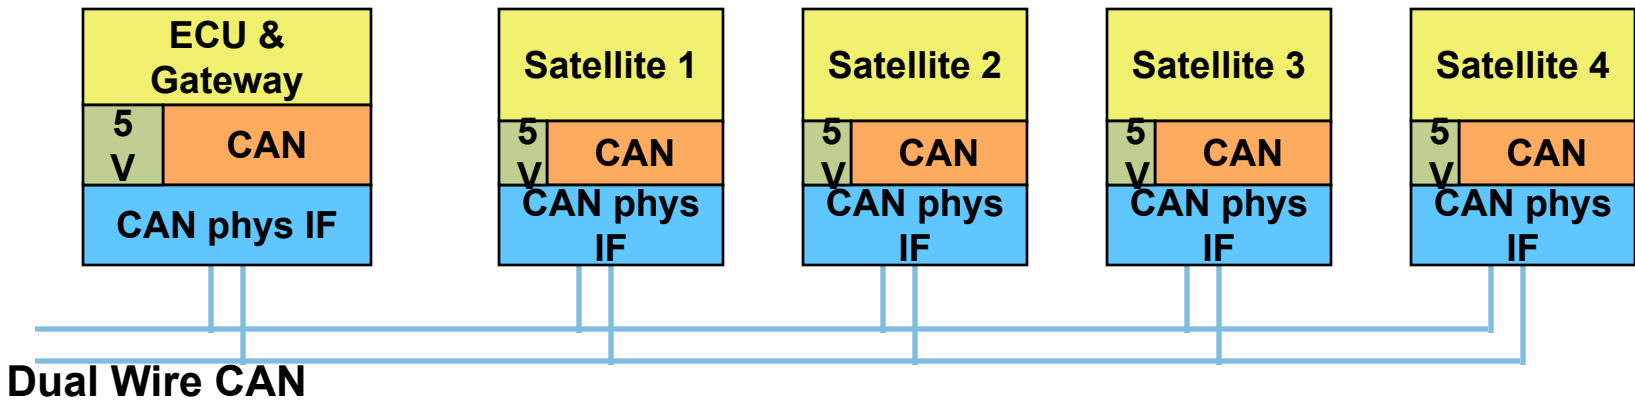 ECU &
Gateway
5
V
CAN
CAN phys IF
Satellite 1
5
V
CAN
CAN phys
IF
Satellite 2
5
V
CAN
CAN phys
IF
Satellite 3
5
V
CAN
CAN phys
IF
Satellite 4
5
V
CAN
CAN phys
IF
Dual Wire CAN